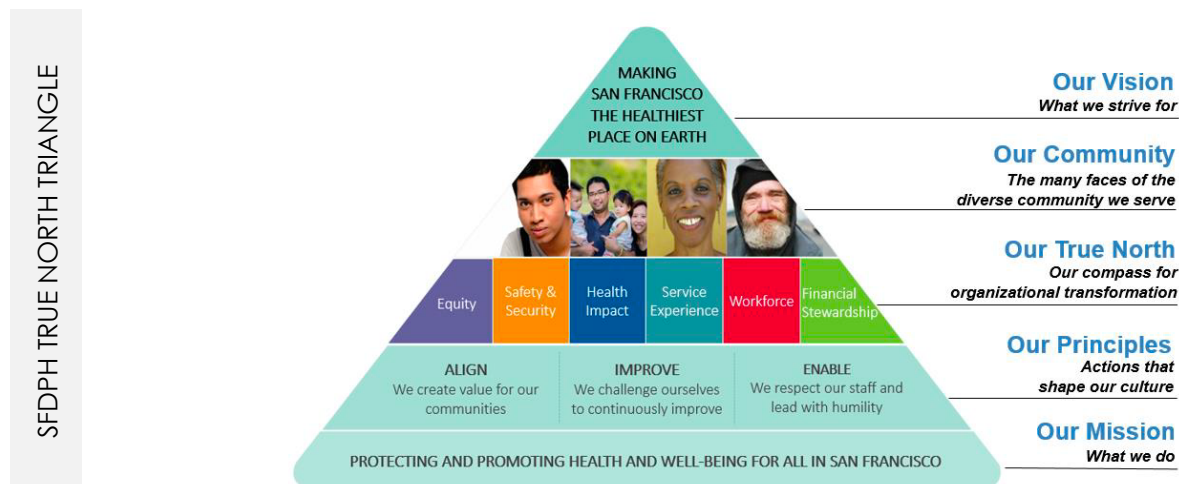 SFDPH TRUE NORTH TRIANGLE
MAKING
SAN FRANCISCO
THE HEALTHIEST
PLACE ON EARTH
Our Vision
What we strive for
Our Community
The many faces of the
diverse community we serve
Equity
Safety &
Security
Health
Impact
Service
Experience
Workforce
Financial
Stewardship
Our True North
Our compass for
organizational transformation
ALIGN
We create value for our
communities
IMPROVE
We challenge ourselves
to continuously improve
ENABLE
We respect our staff and
lead with humility
Our Principles
Actions that
shape our culture
PROTECTING AND PROMOTING HEALTH AND WELL-BEING FOR ALL IN SAN FRANCISCO
Our Mission
What we do